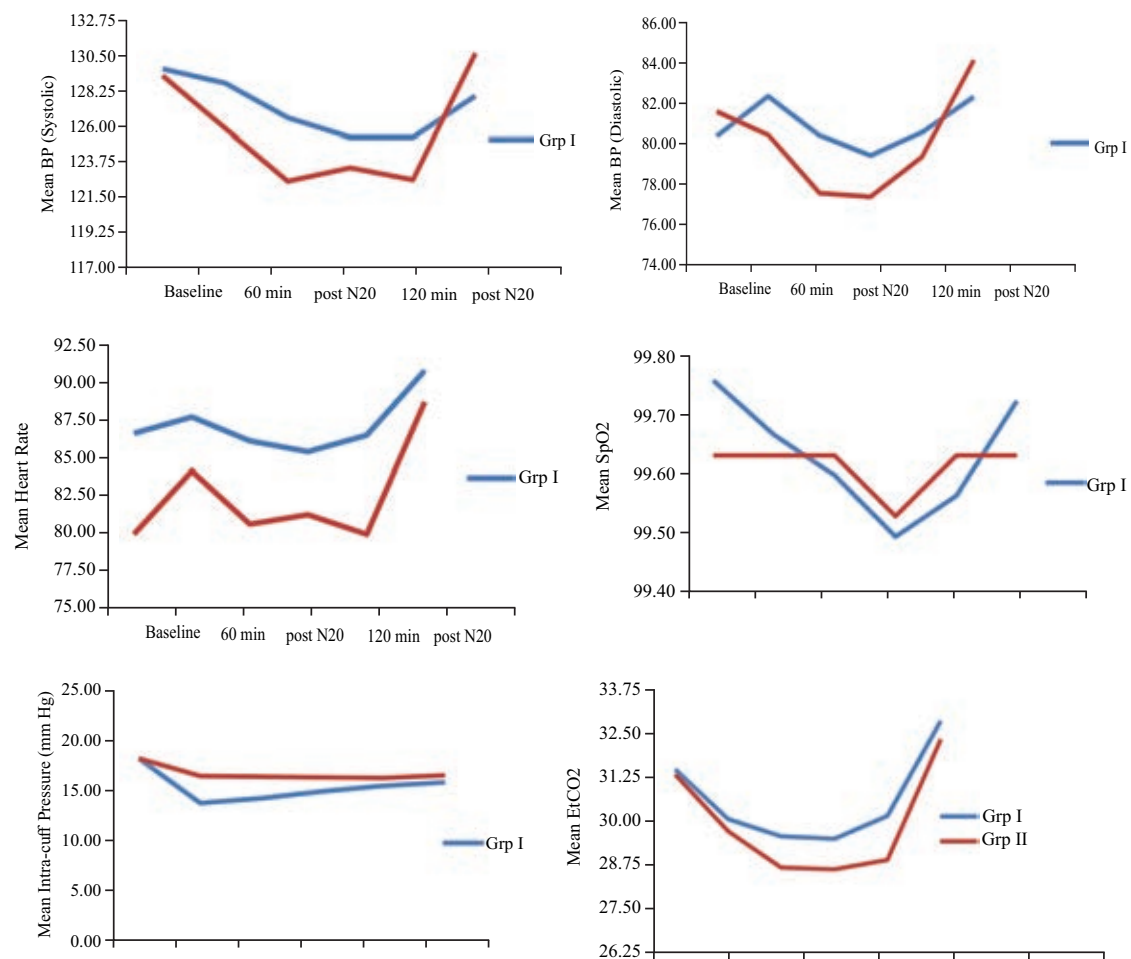 Mean BP (Systolic)
132.75
130.50
128.25
126.00
123.75
121.50
119.25
117.00
Baseline 60 min post N20 120 min post N20
Grp I
Mean BP (Diastolic)
86.00
84.00
82.00
80.00
78.00
76.00
74.00
Baseline 60 min post N20 120 min post N20
Grp I
Mean Heart Rate
92.50
90.00
87.50
85.00
82.50
80.00
77.50
75.00
Baseline 60 min post N20 120 min post N20
Grp I
Mean SpO2
99.80
99.70
99.60
99.50
99.40
Grp I
Mean Intra-cuff Pressure (mm Hg)
25.00
20.00
15.00
10.00
5.00
0.00
Grp I
Mean EtCO2
33.75
32.50
31.25
30.00
28.75
27.50
26.25
Grp I
Grp II